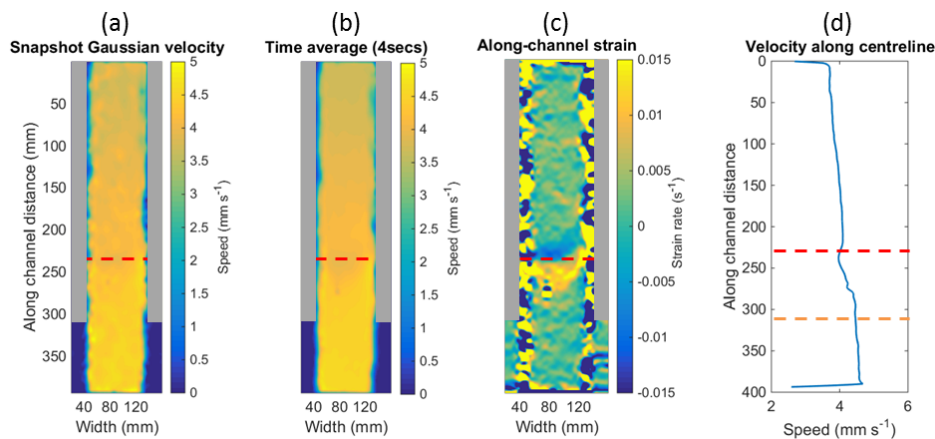 (a)
Snapshot Gaussian velocity
50
100
150
200
250
300
350
Along channel distance (mm)
40 80 120
Width (mm)
5
4.5
4
3.5
3
2.5
2
1.5
1
0.5
0
Speed (mm s⁻¹)
(b)
Time average (4secs)
40 80 120
Width (mm)
5
4.5
4
3.5
3
2.5
2
1.5
1
0.5
0
Speed (mm s⁻¹)
(c)
Along-channel strain
40 80 120
Width (mm)
0.015
0.01
0.005
0
-0.005
-0.01
-0.015
Strain rate (s⁻¹)
(d)
Velocity along centreline
0
50
100
150
200
250
300
350
400
Along channel distance
2 4 6
Speed (mm s⁻¹)